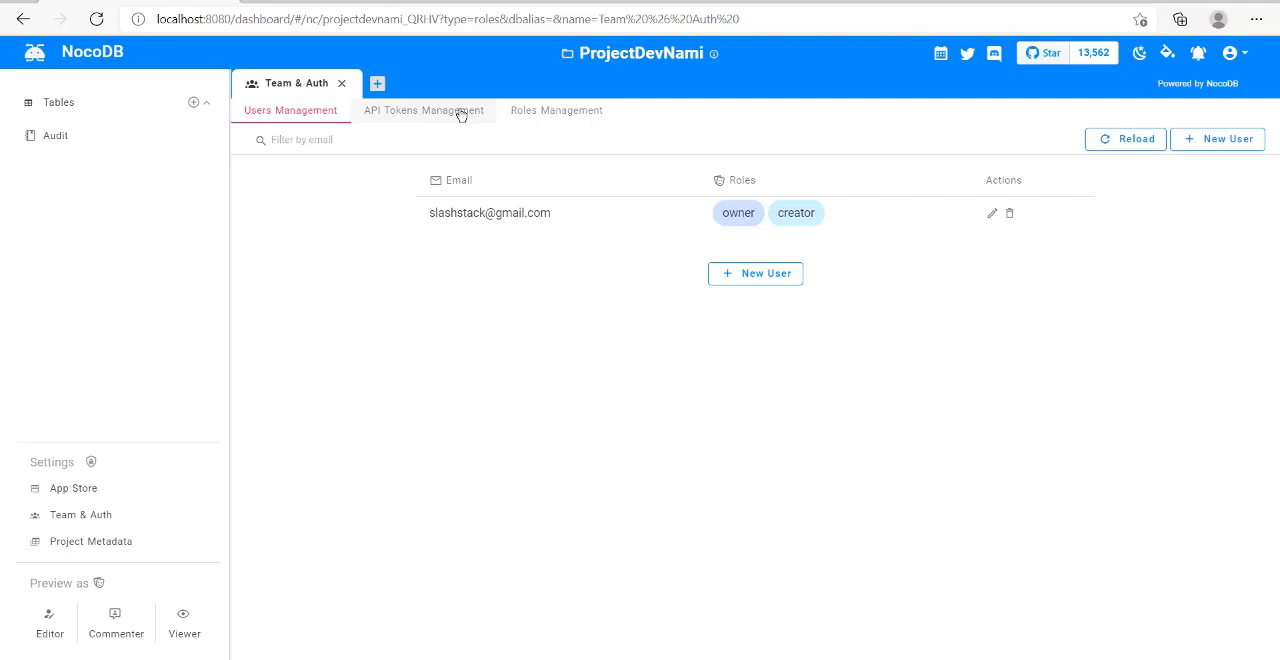 localhost:8080/dashboard/#/nc/projectdevnami_QRHV?type=roles&dbalias=&name=Team%20%26%20Auth%20
NocoDB
ProjectDevNami
Star 13,562
Tables
Team & Auth
Powered by NocoDB
Users Management API Tokens Management Roles Management
Audit
Filter by email
Reload
New User
Email Roles Actions
slashstack@gmail.com owner creator
New User
Settings
App Store
Team & Auth
Project Metadata
Preview as
Editor Commenter Viewer